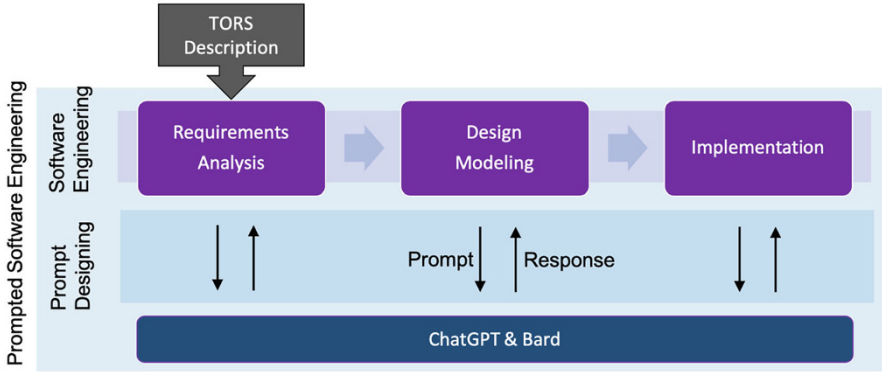 TORS
Description
Prompted Software Engineering
Software
Engineering
Requirements
Analysis
Design
Modeling
Implementation
Prompt
Designing
Prompt
Response
ChatGPT & Bard